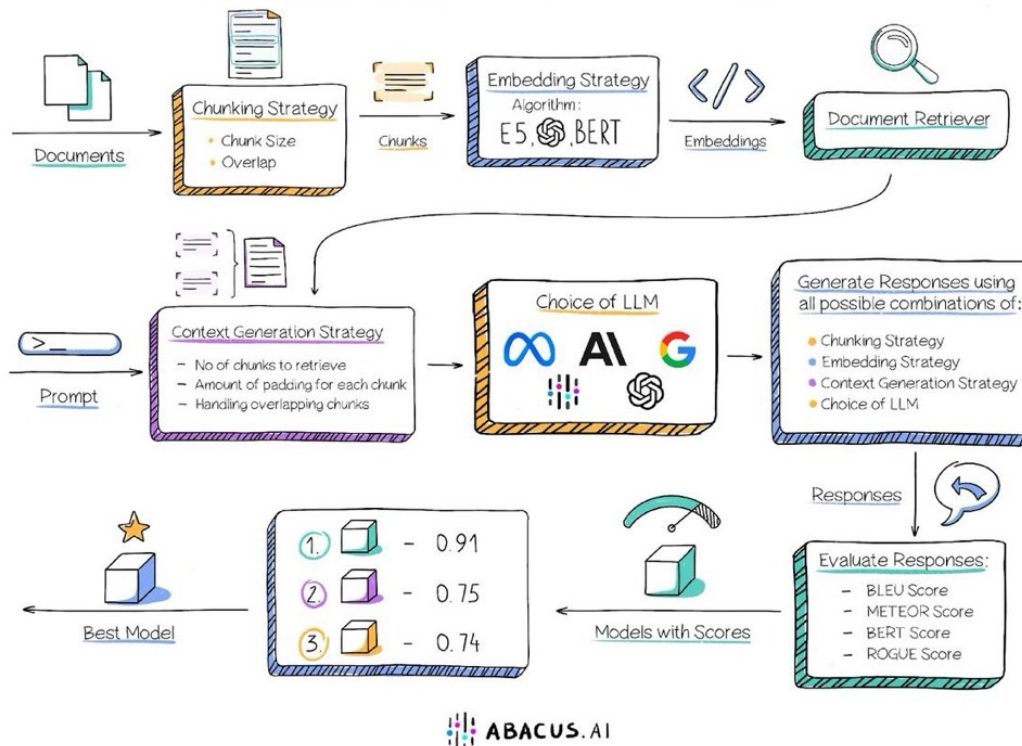 Documents
Chunking Strategy
• Chunk Size
• Overlap
Chunks
Embedding Strategy
Algorithm:
E5, , BERT
Embeddings
Document Retriever
>_
Prompt
Context Generation Strategy
- No of chunks to retrieve
- Amount of padding for each chunk
- Handling overlapping chunks
Choice of LLM
Generate Responses using
all possible combinations of:
• Chunking Strategy
• Embedding Strategy
• Context Generation Strategy
• Choice of LLM
Responses
Evaluate Responses:
- BLEU Score
- METEOR Score
- BERT Score
- ROGUE Score
Models with Scores
1. - 0.91
2. - 0.75
3. - 0.74
Best Model
ABACUS.AI